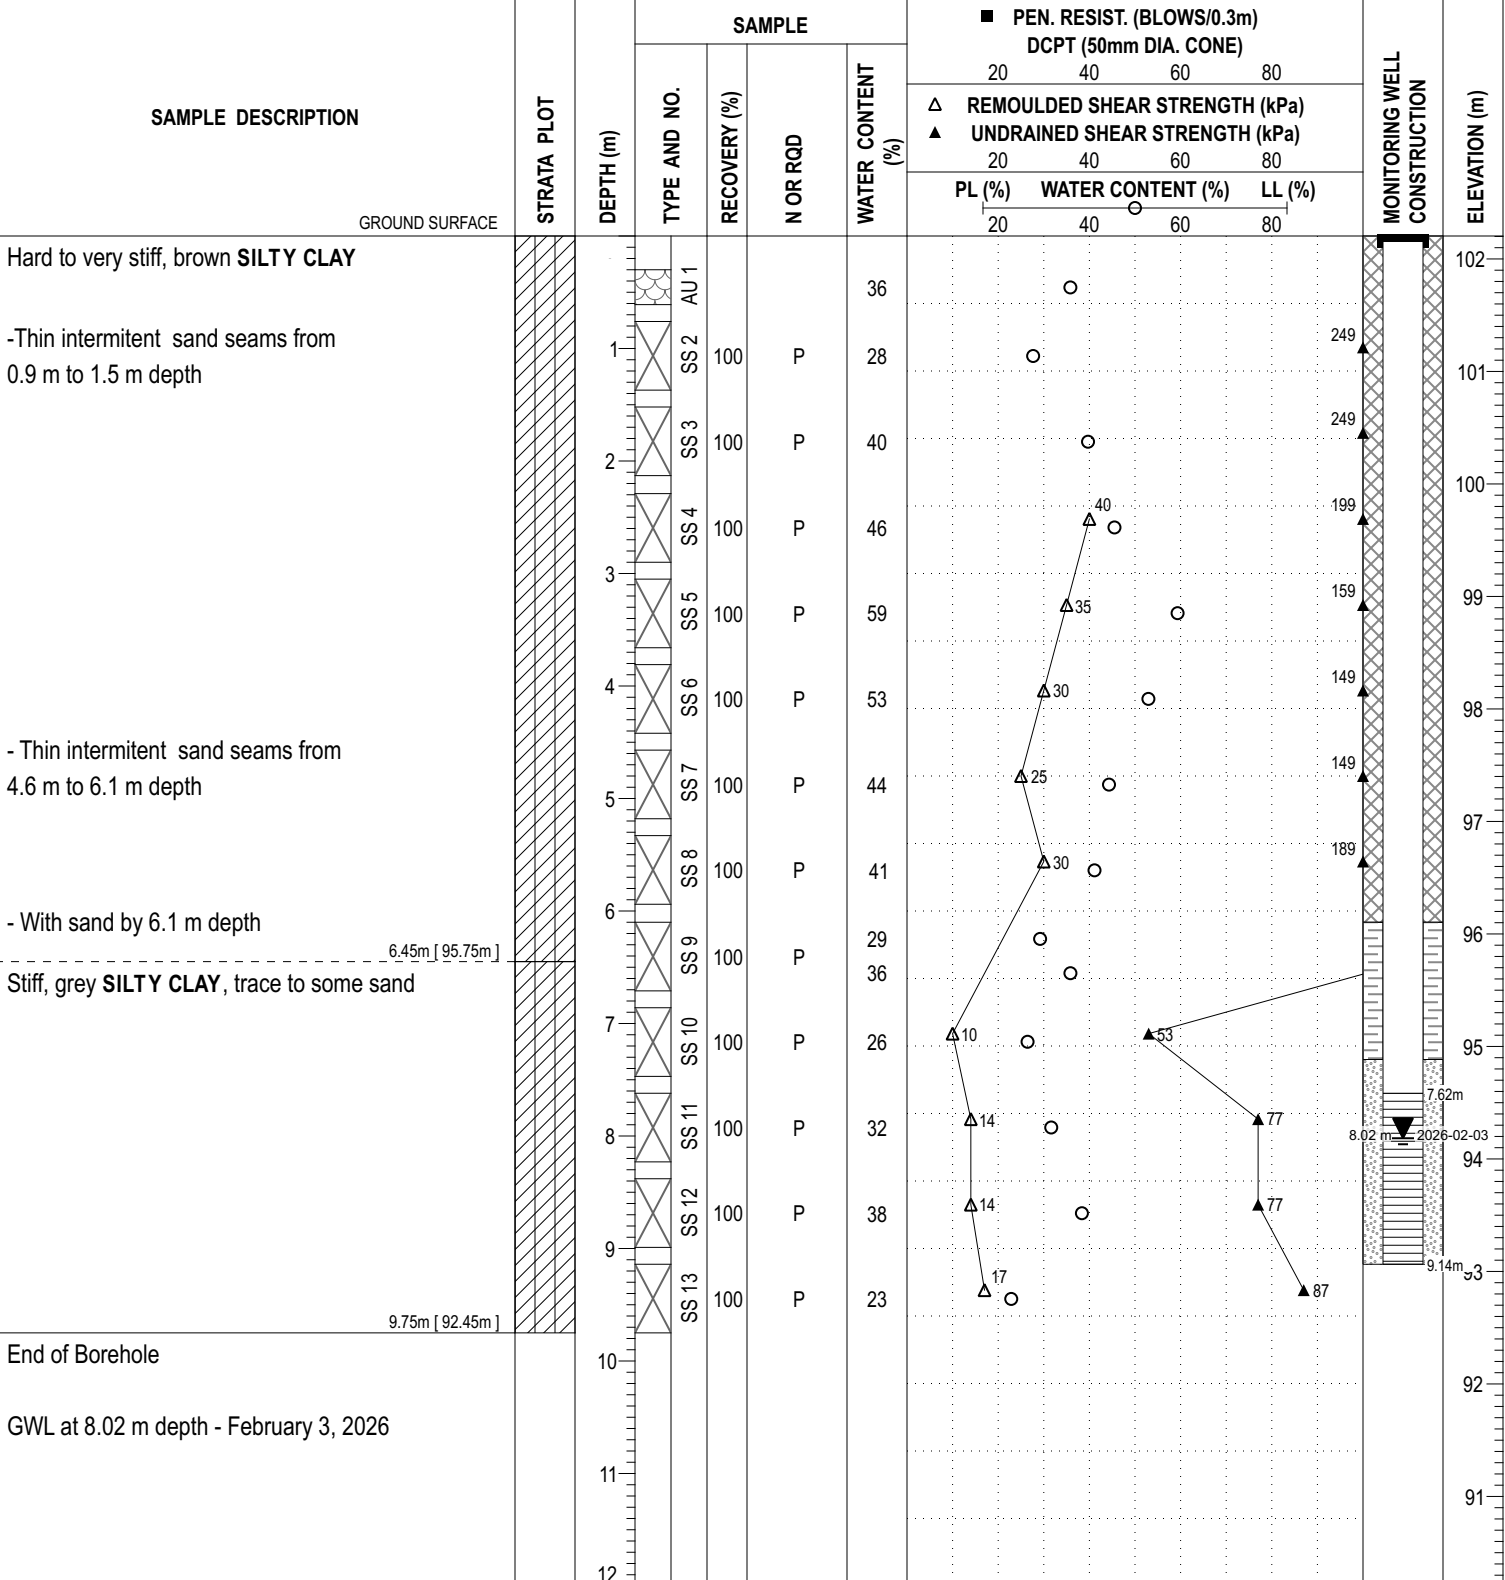 SAMPLE DESCRIPTION
GROUND SURFACE
STRATA PLOT
DEPTH (m)
SAMPLE
TYPE AND NO.
RECOVERY (%)
N OR RQD
WATER CONTENT
(%)
■ PEN. RESIST. (BLOWS/0.3m)
DCPT (50mm DIA. CONE)
20 40 60 80
△ REMOULDED SHEAR STRENGTH (kPa)
▲ UNDRAINED SHEAR STRENGTH (kPa)
20 40 60 80
PL (%) WATER CONTENT (%) LL (%)
20 40 60 80
MONITORING WELL
CONSTRUCTION
ELEVATION (m)
Hard to very stiff, brown SILTY CLAY
102
AU 1 36
-Thin intermitent sand seams from
249
1 SS 2 100 P 28
0.9 m to 1.5 m depth
101
249
SS 3 100 P 40
2
100
40 199
SS 4 100 P 46
3
159
99
35
SS 5 100 P 59
149
4 SS 6 100 P 53
30
98
- Thin intermitent sand seams from
149
25
4.6 m to 6.1 m depth
SS 7 100 P 44
5
97
189
30
SS 8 100 P 41
6
- With sand by 6.1 m depth
29
96
6.45m [ 95.75m ]
SS 9 100 P
36
Stiff, grey SILTY CLAY, trace to some sand
7
10 53
SS 10 100 P 26
95
7.62m
14 77
SS 11 100 P 32
8
8.02 m 2026-02-03
94
14 77
SS 12 100 P 38
9
9.14m
93
17
87
SS 13 100 P 23
9.75m [ 92.45m ]
End of Borehole
10
92
GWL at 8.02 m depth - February 3, 2026
11
91
12